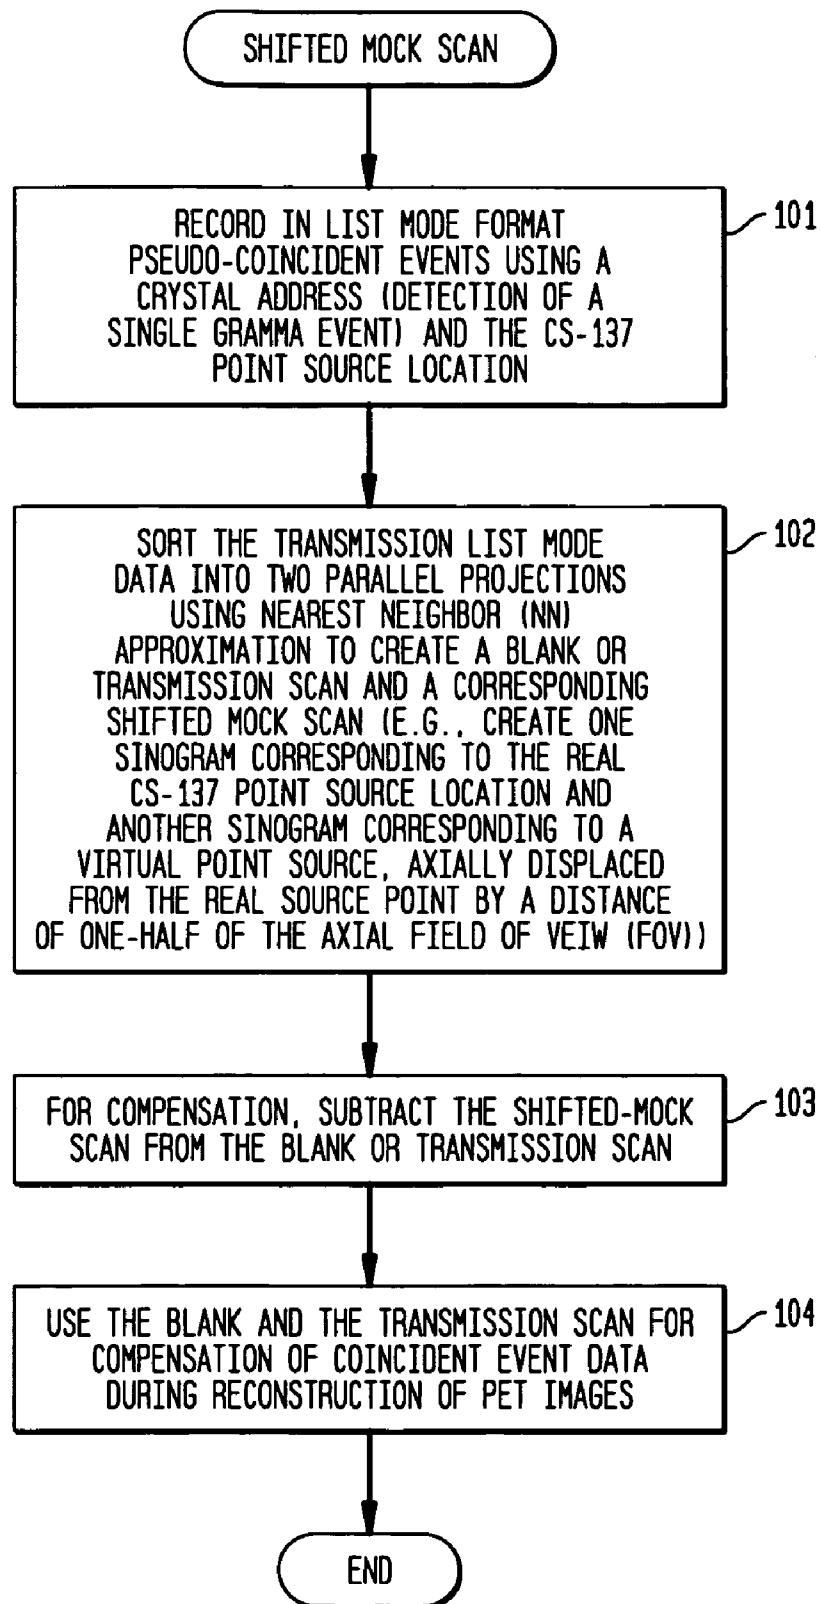 SHIFTED MOCK SCAN
RECORD IN LIST MODE FORMAT
PSEUDO-COINCIDENT EVENTS USING A
CRYSTAL ADDRESS (DETECTION OF A
SINGLE GRAMMA EVENT) AND THE CS-137
POINT SOURCE LOCATION
101
SORT THE TRANSMISSION LIST MODE
DATA INTO TWO PARALLEL PROJECTIONS
USING NEAREST NEIGHBOR (NN)
APPROXIMATION TO CREATE A BLANK OR
TRANSMISSION SCAN AND A CORRESPONDING
SHIFTED MOCK SCAN (E.G., CREATE ONE
SINOGRAM CORRESPONDING TO THE REAL
CS-137 POINT SOURCE LOCATION AND
ANOTHER SINOGRAM CORRESPONDING TO A
VIRTUAL POINT SOURCE, AXIALLY DISPLACED
FROM THE REAL SOURCE POINT BY A DISTANCE
OF ONE-HALF OF THE AXIAL FIELD OF VEIW (FOV))
102
FOR COMPENSATION, SUBTRACT THE SHIFTED-MOCK
SCAN FROM THE BLANK OR TRANSMISSION SCAN
103
USE THE BLANK AND THE TRANSMISSION SCAN FOR
COMPENSATION OF COINCIDENT EVENT DATA
DURING RECONSTRUCTION OF PET IMAGES
104
END